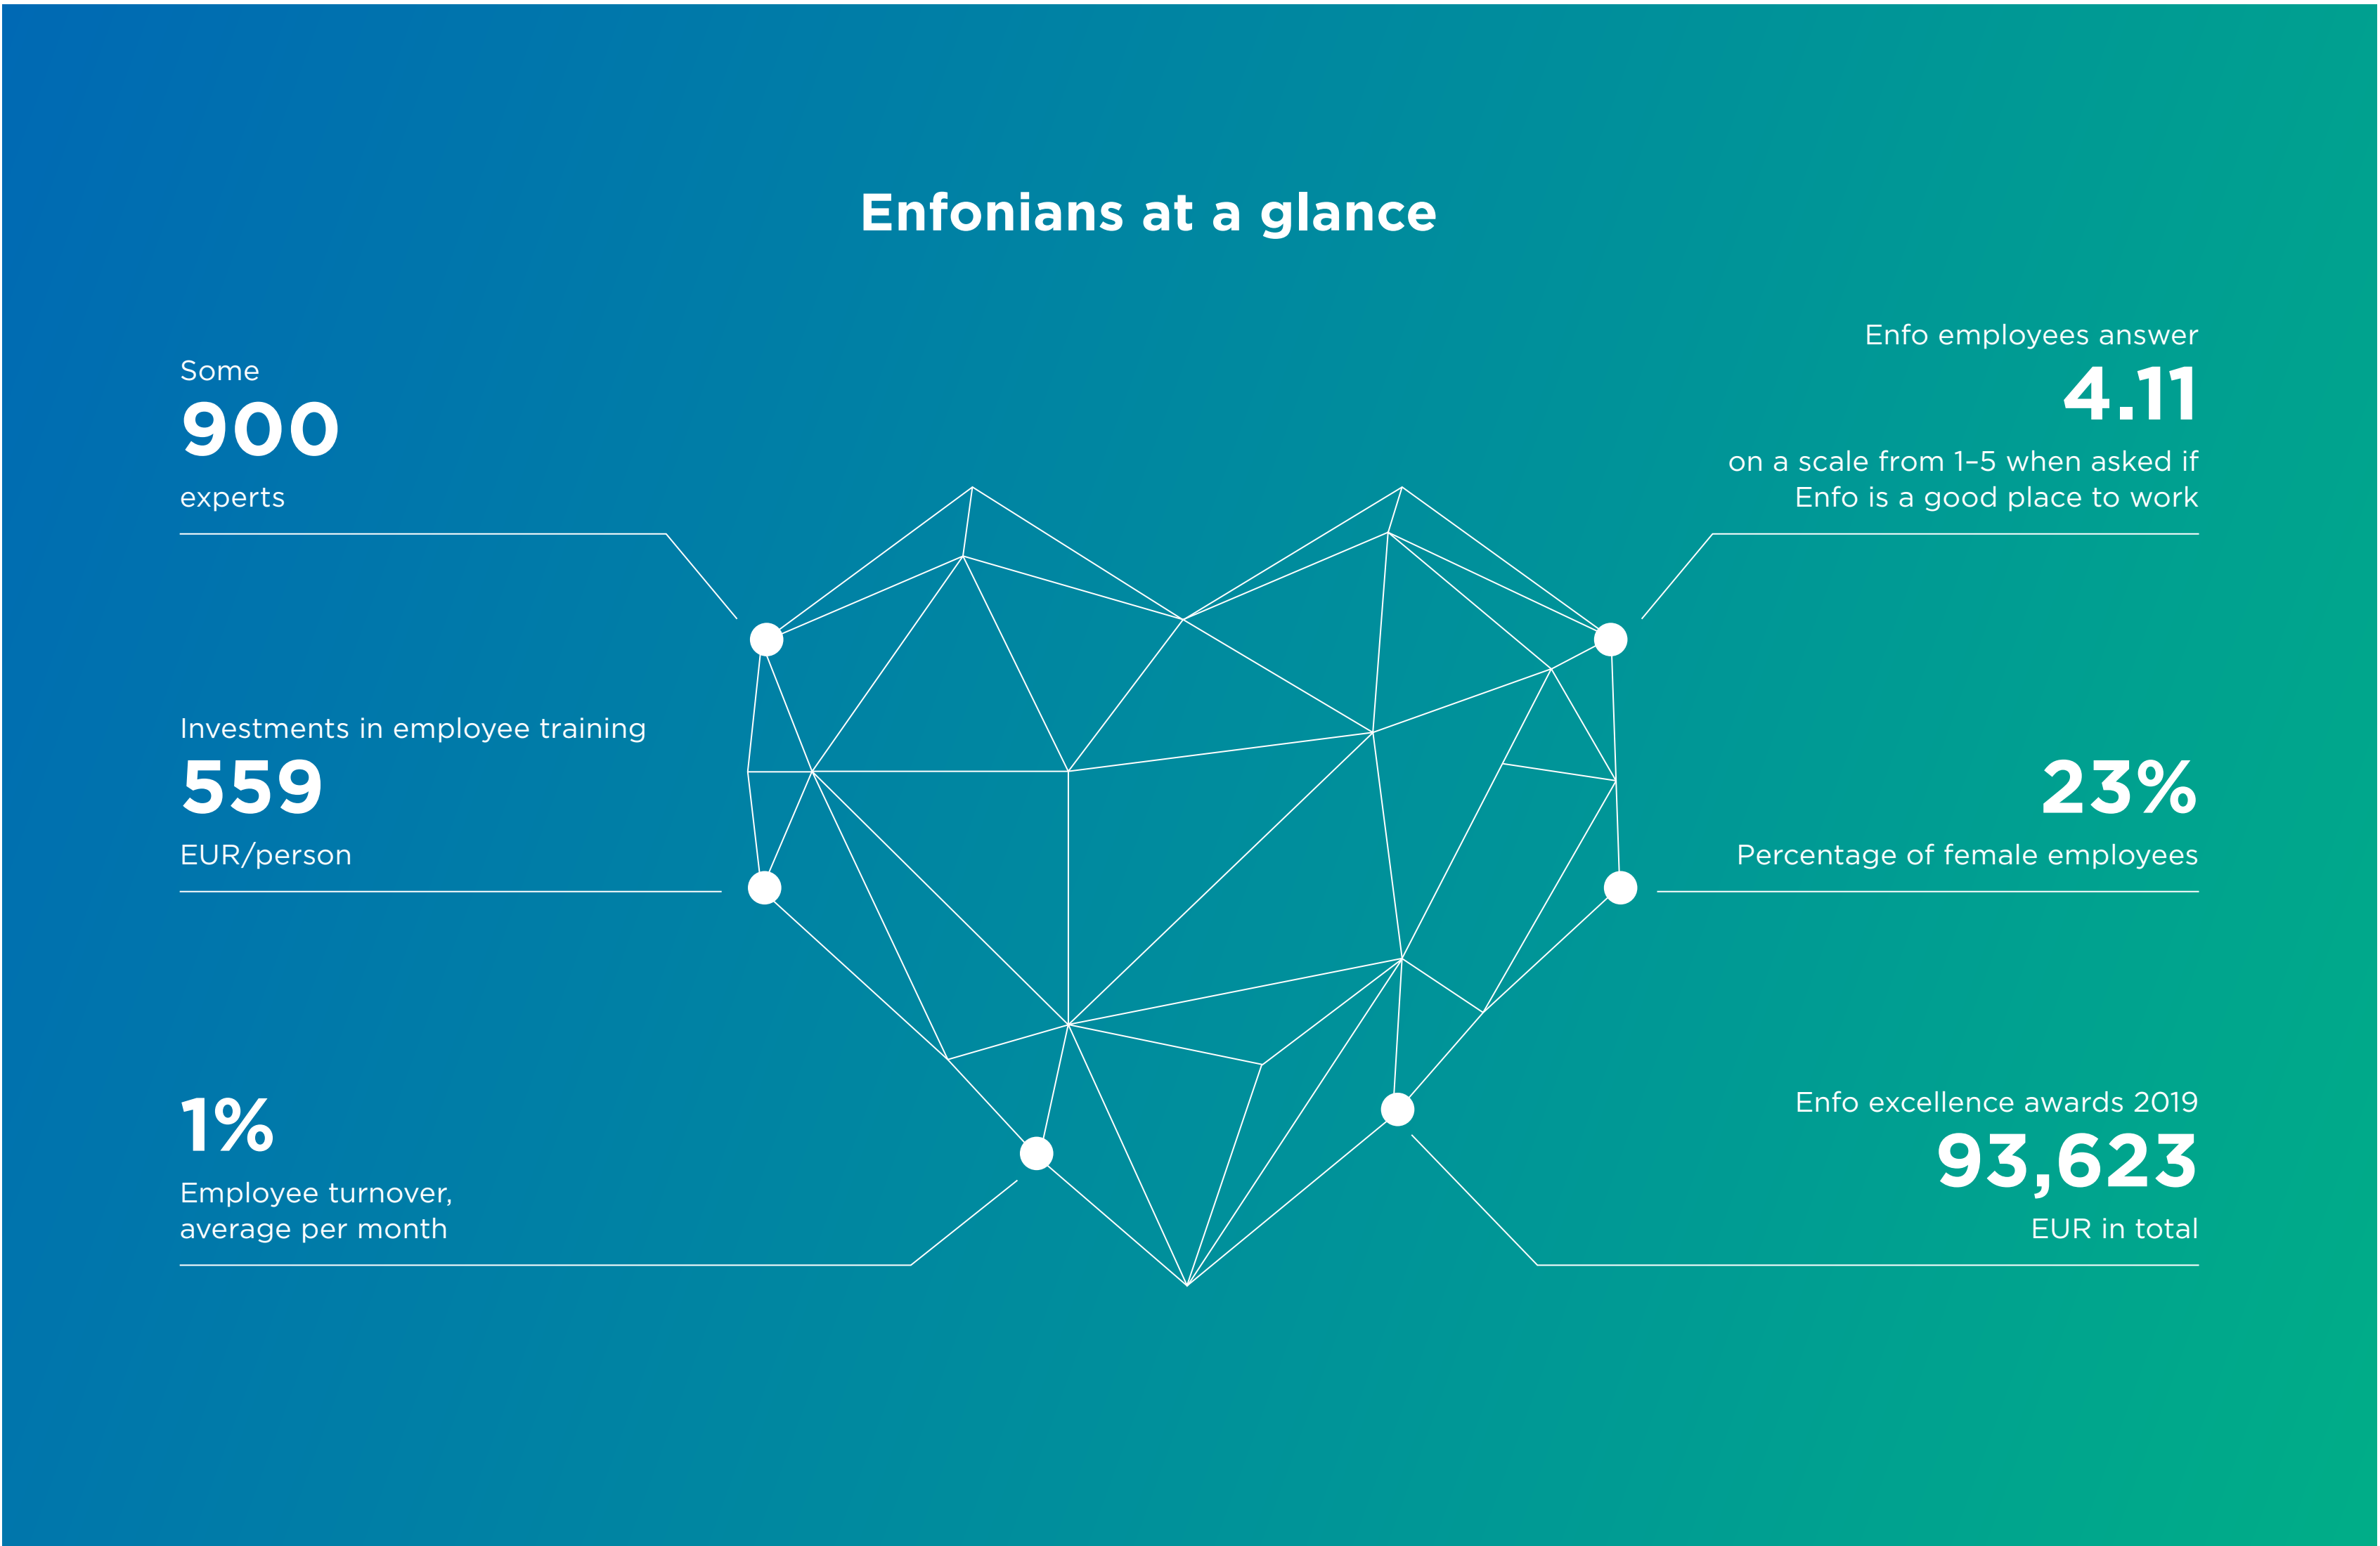 Enfonians at a glance
Some
900
experts
Investments in employee training
559
EUR/person
1%
Employee turnover,
average per month
Enfo employees answer
4.11
on a scale from 1–5 when asked if
Enfo is a good place to work
23%
Percentage of female employees
Enfo excellence awards 2019
93,623
EUR in total